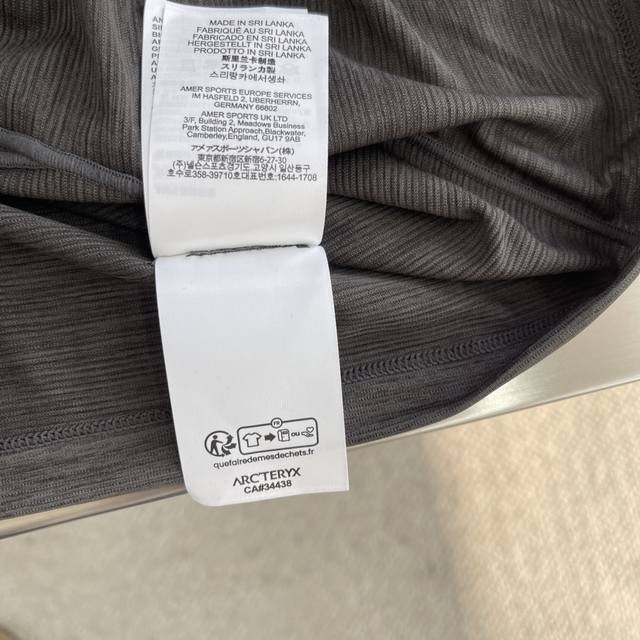 MADE IN SRI LANKA
FABRIQUÉ AU SRI LANKA
FABRICADO EN SRI LANKA
HERGESTELLT IN SRI LANKA
PRODOTTO IN SRI LANKA
斯里兰卡制造
スリランカ製
스리랑카에서생산
AMER SPORTS EUROPE SERVICES
IM HASFELD 2, UBERHERRN,
GERMANY 66802
AMER SPORTS UK LTD
3/F, Building 2, Meadows Business
Park Station Approach,Blackwater,
Camberley,England, GU17 9AB
アメアスポーツジャパン(株)
東京都新宿区新宿6-27-30
(주)넬슨스포츠경기도 고양시 일산동구
호수로358-39710대표번호:1644-1708
FR
OU
quefairedemesdechets.fr
ARC'TERYX
CA#34438